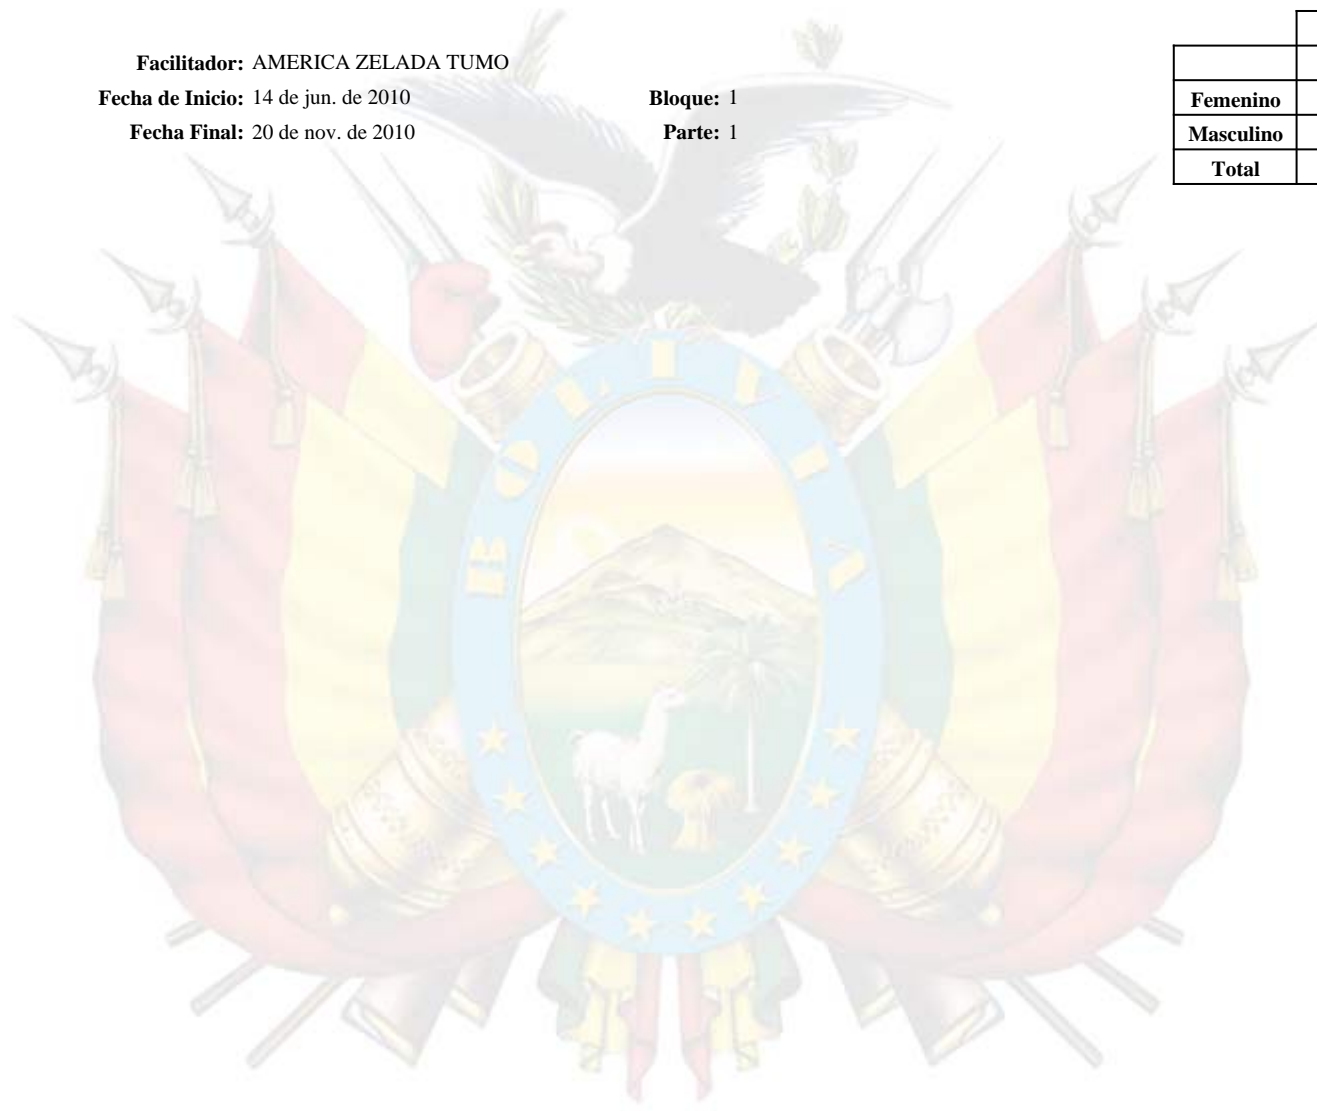 Facilitador: AMERICA ZELADA TUMO
Fecha de Inicio: 14 de jun. de 2010 Bloque: 1
Fecha Final: 20 de nov. de 2010 Parte: 1
Femenino
Masculino
Total
BOLIVIA